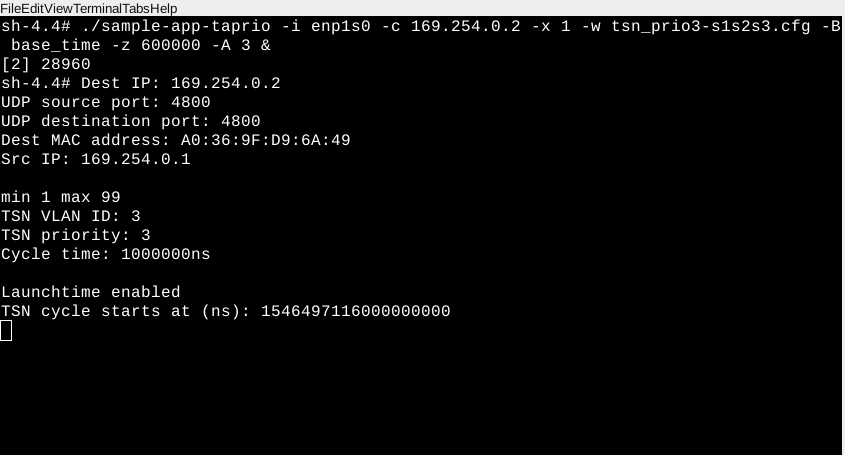 FileEditViewTerminalTabsHelp
sh-4.4# ./sample-app-taprio -i enp1s0 -c 169.254.0.2 -x 1 -w tsn_prio3-s1s2s3.cfg -B
 base_time -z 600000 -A 3 &
[2] 28960
sh-4.4# Dest IP: 169.254.0.2
UDP source port: 4800
UDP destination port: 4800
Dest MAC address: A0:36:9F:D9:6A:49
Src IP: 169.254.0.1
min 1 max 99
TSN VLAN ID: 3
TSN priority: 3
Cycle time: 1000000ns
Launchtime enabled
TSN cycle starts at (ns): 1546497116000000000